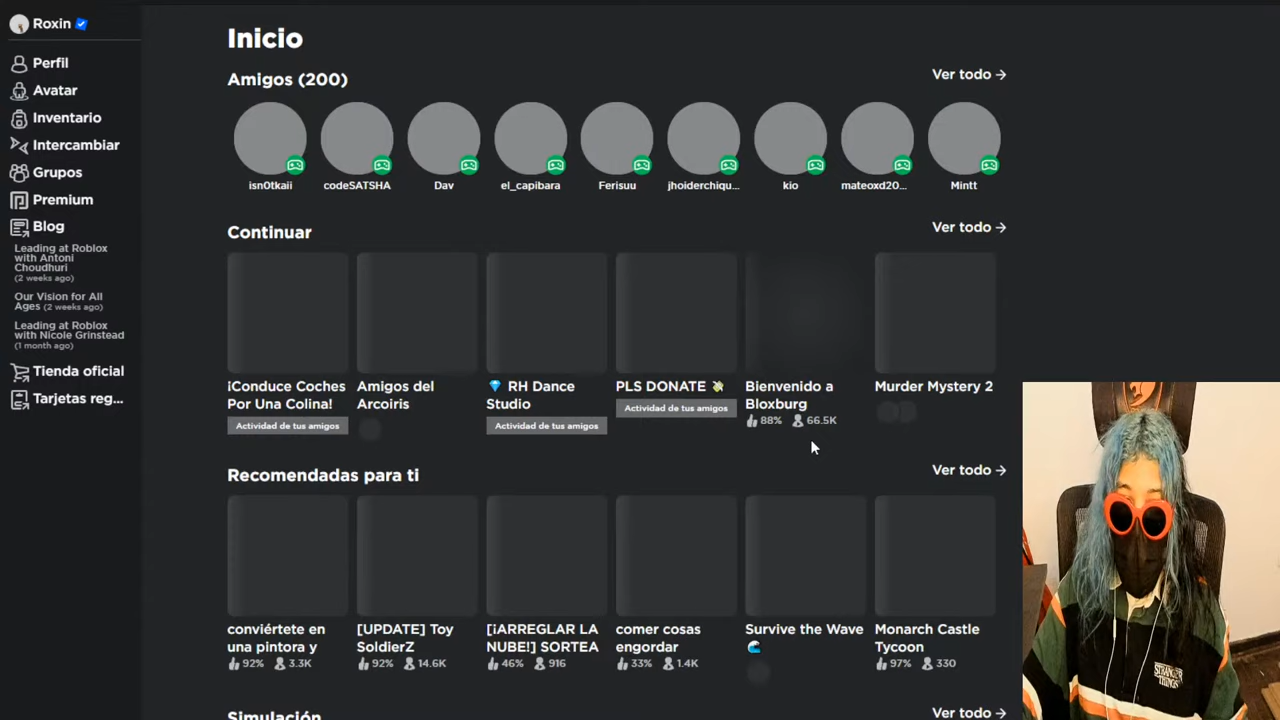 Roxin
Perfil
Avatar
Inventario
Intercambiar
Grupos
Premium
Blog
Leading at Roblox
with Antoni
Choudhuri
(2 weeks ago)
Our Vision for All
Ages (2 weeks ago)
Leading at Roblox
with Nicole Grinstead
(1 month ago)
Tienda oficial
Tarjetas reg...
Inicio
Amigos (200)
Ver todo →
isn0tkaii
codeSATSHA
Dav
el_capibara
Ferisuu
jhoiderchiqu...
kio
mateoxd20...
Mintt
Continuar
Ver todo →
¡Conduce Coches
Por Una Colina!
Actividad de tus amigos
Amigos del
Arcoiris
💎 RH Dance
Studio
Actividad de tus amigos
PLS DONATE 💸
Actividad de tus amigos
Bienvenido a
Bloxburg
88% 66.5K
Murder Mystery 2
Recomendadas para ti
Ver todo →
conviértete en
una pintora y
92% 3.3K
[UPDATE] Toy
SoldierZ
92% 14.6K
[¡ARREGLAR LA
NUBE!] SORTEA
46% 916
comer cosas
engordar
33% 1.4K
Survive the Wave
🌊
Monarch Castle
Tycoon
97% 330
Simulación
Ver todo →
STRANGER
THINGS